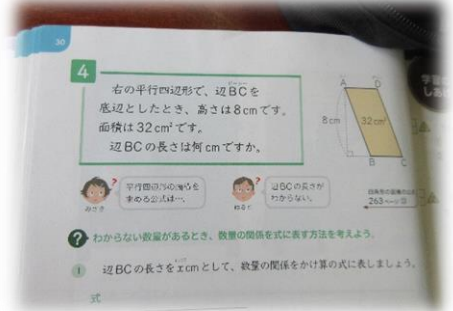 30
4
右の平行四辺形で、辺BCを
底辺としたとき、高さは8cmです。
面積は32cm²です。
辺BCの長さは何cmですか。
A D
8cm
32cm²
B C
平行四辺形の面積を
求める公式は…。
みさき
辺BCの長さが
わからない。
263ページ
? わからない数量があるとき、数量の関係を式に表す方法を考えよう。
1 辺BCの長さをxcmとして、数量の関係をかけ算の式に表しましょう。
式